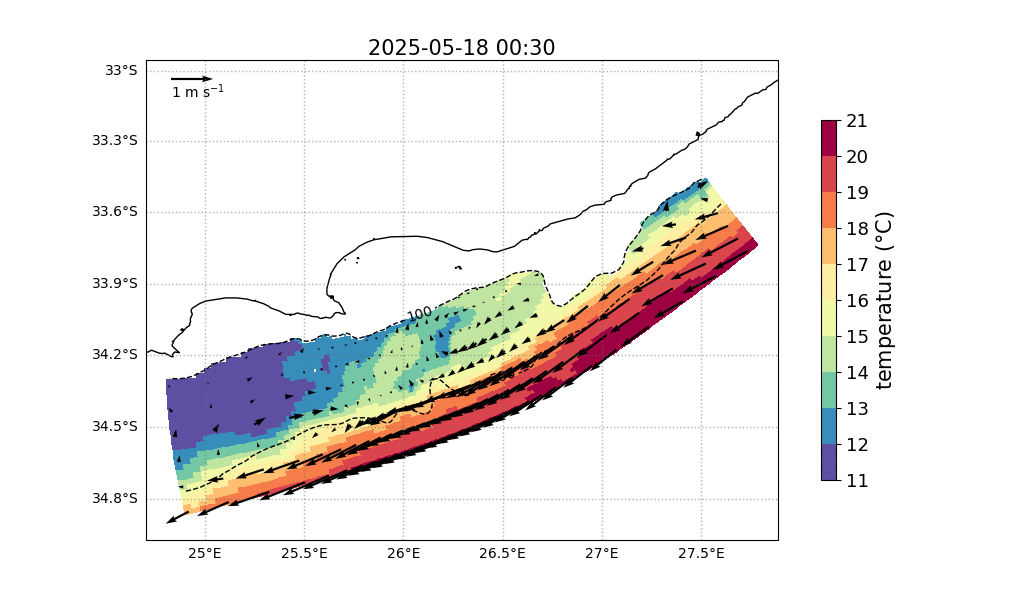 2025-05-18 00:30
1 m s⁻¹
33°S
33.3°S
33.6°S
33.9°S
34.2°S
34.5°S
34.8°S
100
25°E
25.5°E
26°E
26.5°E
27°E
27.5°E
21
20
19
18
17
16
15
14
13
12
11
temperature (°C)